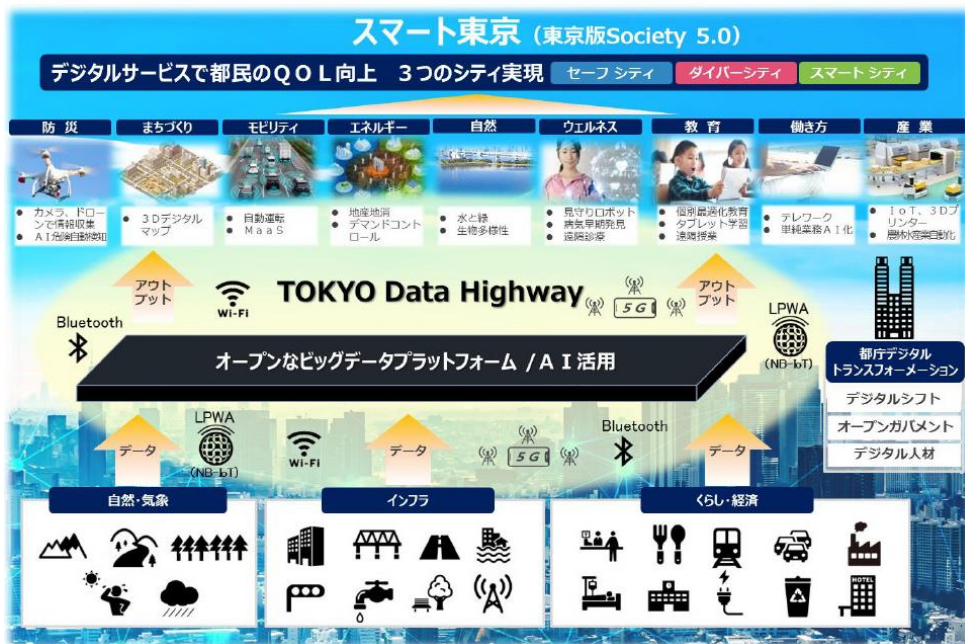 スマート東京（東京版Society 5.0）
デジタルサービスで都民のＱＯＬ向上　３つのシティ実現
セーフ シティ
ダイバーシティ
スマート シティ
防 災
まちづくり
モビリティ
エネルギー
自然
ウェルネス
教 育
働き方
産 業
● カメラ、ドロー
ンで情報収集
● ＡＩ危険自動検知
● ３Ｄデジタル
マップ
● 自動運転
● ＭａａＳ
● 地産地消
● デマンドコント
ロール
● 水と緑
● 生物多様性
● 見守りロボット
● 病気早期発見
● 遠隔診療
● 個別最適化教育
● タブレット学習
● 遠隔授業
● テレワーク
● 単純業務ＡＩ化
● ＩｏＴ、３Ｄプ
リンター
● 農林水産業自動化
アウト
プット
Wi-Fi
TOKYO Data Highway
5G
アウト
プット
Bluetooth
LPWA
(NB-IoT)
オープンなビッグデータプラットフォーム /ＡＩ活用
都庁デジタル
トランスフォーメーション
デジタルシフト
オープンガバメント
デジタル人材
データ
LPWA
(NB-IoT)
Wi-Fi
データ
5G
Bluetooth
データ
自然・気象
インフラ
くらし・経済
HOTEL